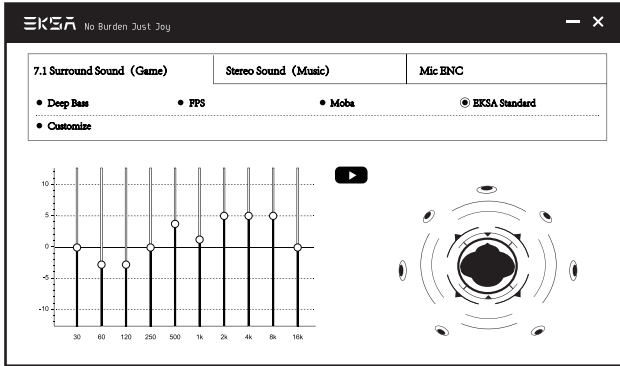 EKSA No Burden Just Joy
7.1 Surround Sound（Game） Stereo Sound（Music） Mic ENC
Deep Bass FPS Moba EKSA Standard
Customize
10
5
0
-5
-10
30 60 120 250 500 1k 2k 4k 8k 16k